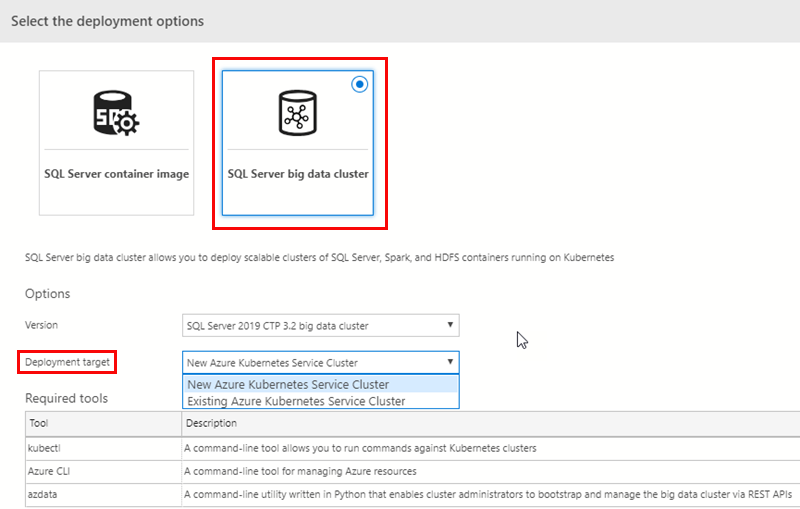 Select the deployment options
SQL Server container image
SQL Server big data cluster
SQL Server big data cluster allows you to deploy scalable clusters of SQL Server, Spark, and HDFS containers running on Kubernetes
Options
Version SQL Server 2019 CTP 3.2 big data cluster
Deployment target New Azure Kubernetes Service Cluster
New Azure Kubernetes Service Cluster
Existing Azure Kubernetes Service Cluster
Required tools
Tool Description
kubectl A command-line tool allows you to run commands against Kubernetes clusters
Azure CLI A command-line tool for managing Azure resources
azdata A command-line utility written in Python that enables cluster administrators to bootstrap and manage the big data cluster via REST APIs